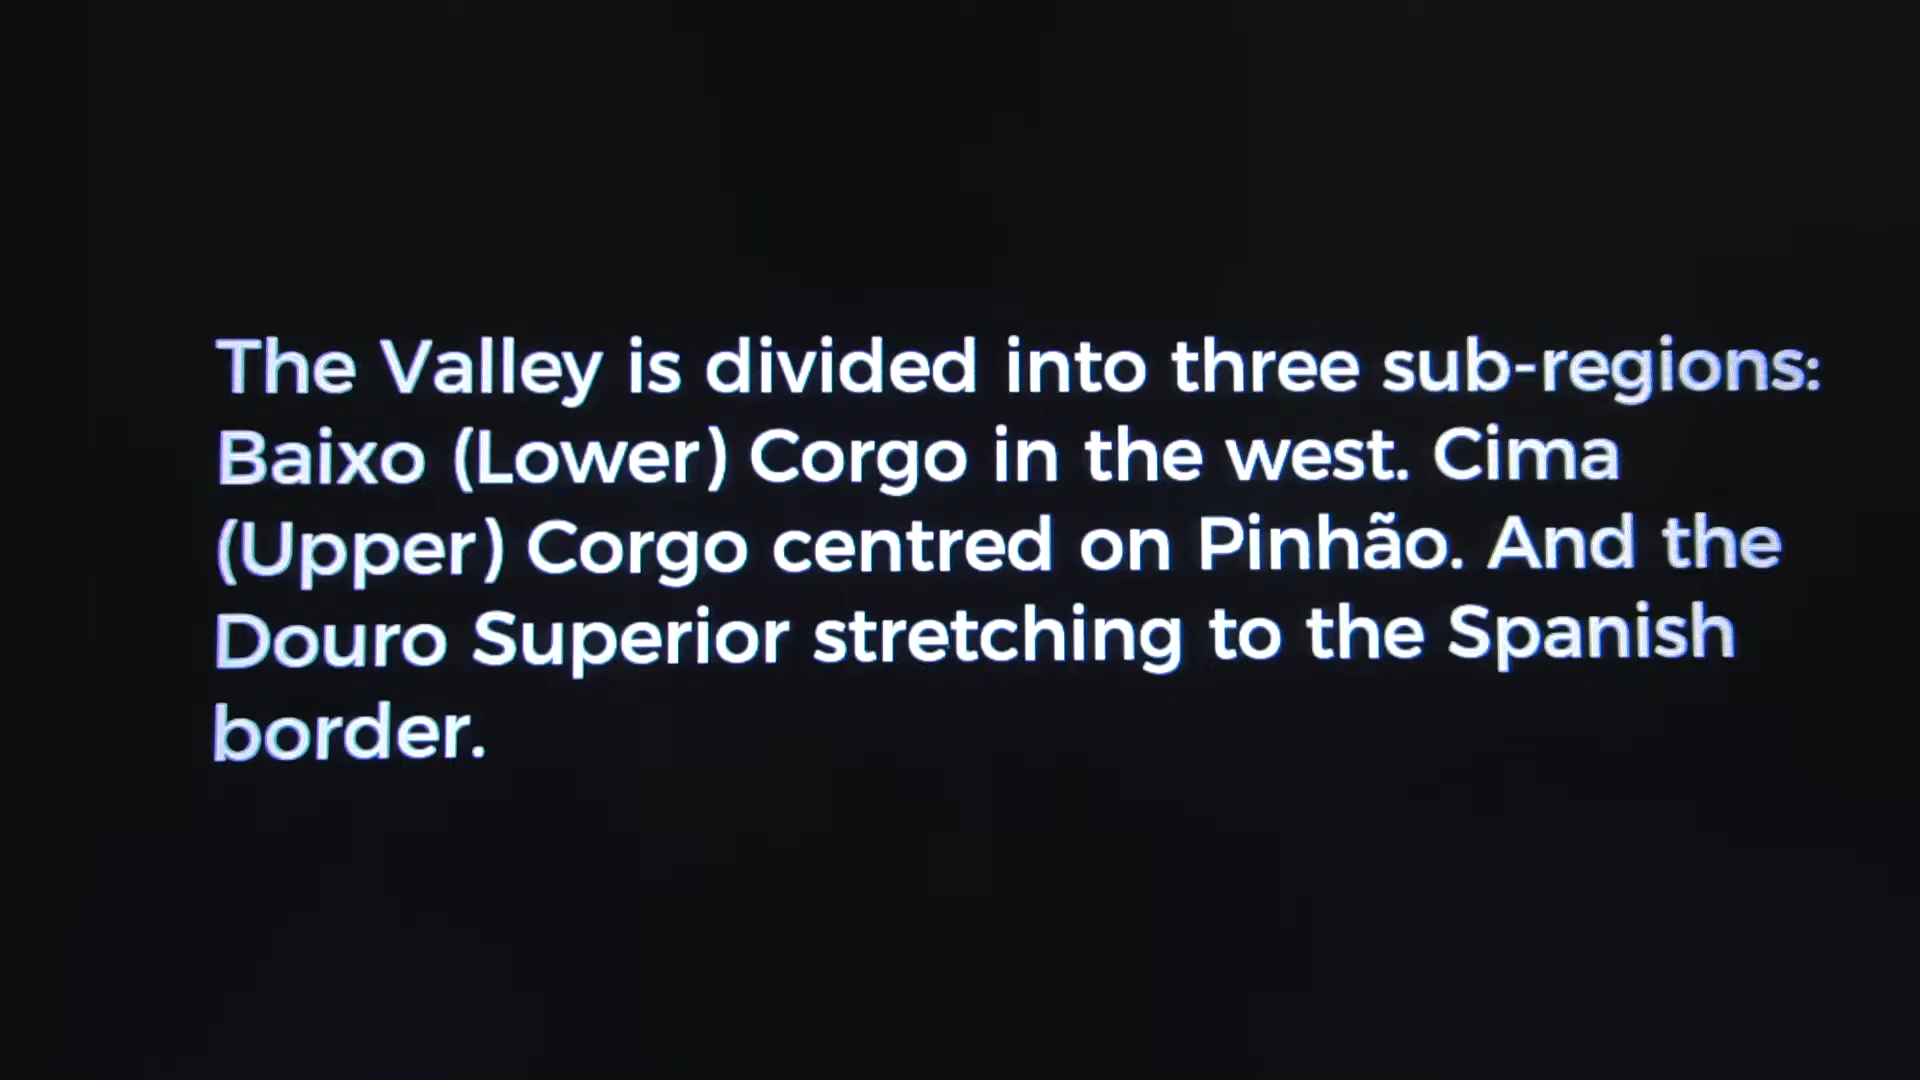 The Valley is divided into three sub-regions:
Baixo (Lower) Corgo in the west. Cima
(Upper) Corgo centred on Pinhão. And the
Douro Superior stretching to the Spanish
border.